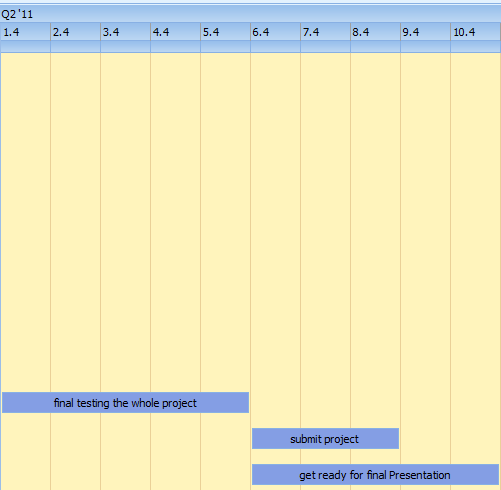 Q2 '11
1.4 2.4 3.4 4.4 5.4 6.4 7.4 8.4 9.4 10.4
final testing the whole project
submit project
get ready for final Presentation